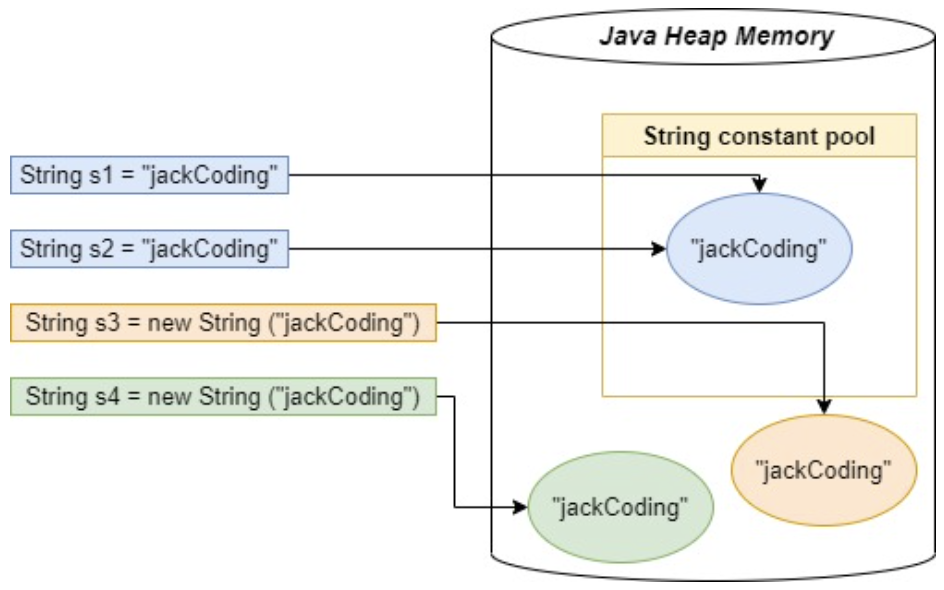 Java Heap Memory
String constant pool
String s1 = "jackCoding"
String s2 = "jackCoding"
"jackCoding"
String s3 = new String ("jackCoding")
String s4 = new String ("jackCoding")
"jackCoding"
"jackCoding"